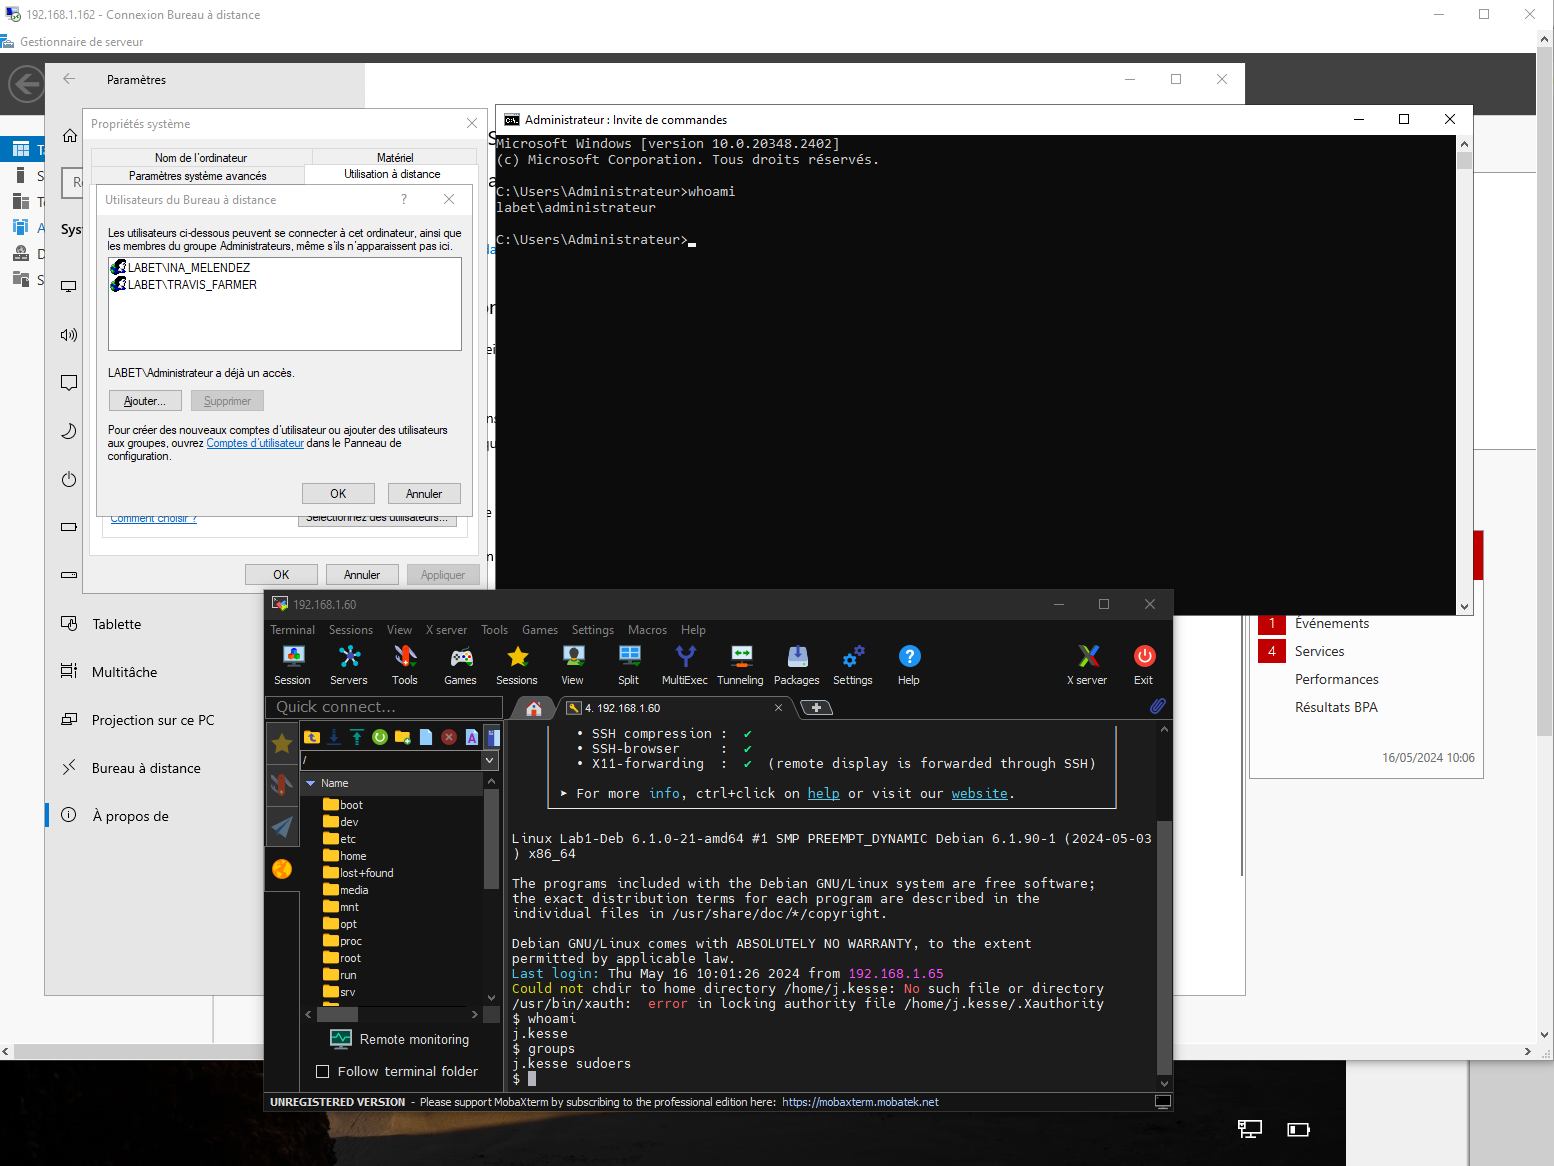 192.168.1.162 - Connexion Bureau à distance
Gestionnaire de serveur
Paramètres
Propriétés système
Nom de l'ordinateur
Matériel
Paramètres système avancés
Utilisation à distance
Utilisateurs du Bureau à distance
?
Les utilisateurs ci-dessous peuvent se connecter à cet ordinateur, ainsi que
les membres du groupe Administrateurs, même s'ils n'apparaissent pas ici.
LABET\INA_MELENDEZ
LABET\TRAVIS_FARMER
LABET\Administrateur a déjà un accès.
Ajouter...
Supprimer
Pour créer des nouveaux comptes d'utilisateur ou ajouter des utilisateurs
aux groupes, ouvrez Comptes d'utilisateur dans le Panneau de
configuration.
OK
Annuler
Comment choisir ?
Sélectionnez des utilisateurs...
OK
Annuler
Appliquer
Syst
Tablette
Multitâche
Projection sur ce PC
Bureau à distance
À propos de
Administrateur : Invite de commandes
Microsoft Windows [version 10.0.20348.2402]
(c) Microsoft Corporation. Tous droits réservés.
C:\Users\Administrateur>whoami
labet\administrateur
C:\Users\Administrateur>
1 Événements
4 Services
Performances
Résultats BPA
16/05/2024 10:06
192.168.1.60
Terminal Sessions View X server Tools Games Settings Macros Help
Session Servers Tools Games Sessions View Split MultiExec Tunneling Packages Settings Help X server Exit
Quick connect...
4. 192.168.1.60
/
Name
boot
dev
etc
home
lost+found
media
mnt
opt
proc
root
run
srv
Remote monitoring
Follow terminal folder
• SSH compression : ✔
• SSH-browser : ✔
• X11-forwarding : ✔ (remote display is forwarded through SSH)
➤ For more info, ctrl+click on help or visit our website.
Linux Lab1-Deb 6.1.0-21-amd64 #1 SMP PREEMPT_DYNAMIC Debian 6.1.90-1 (2024-05-03
) x86_64
The programs included with the Debian GNU/Linux system are free software;
the exact distribution terms for each program are described in the
individual files in /usr/share/doc/*/copyright.
Debian GNU/Linux comes with ABSOLUTELY NO WARRANTY, to the extent
permitted by applicable law.
Last login: Thu May 16 10:01:26 2024 from 192.168.1.65
Could not chdir to home directory /home/j.kesse: No such file or directory
/usr/bin/xauth: error in locking authority file /home/j.kesse/.Xauthority
$ whoami
j.kesse
$ groups
j.kesse sudoers
$
UNREGISTERED VERSION - Please support MobaXterm by subscribing to the professional edition here: https://mobaxterm.mobatek.net